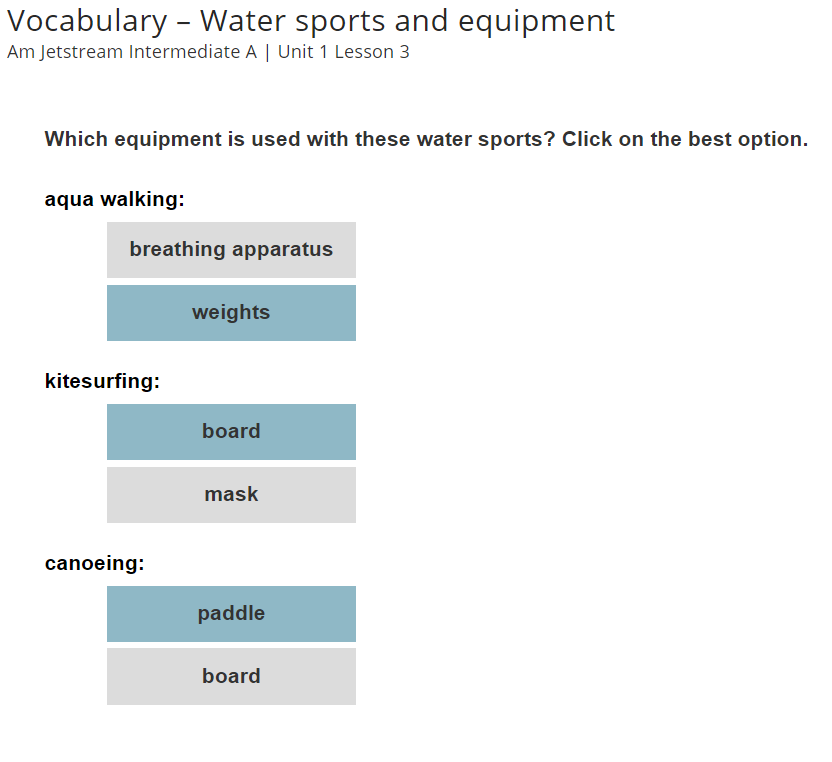 Vocabulary – Water sports and equipment
Am Jetstream Intermediate A | Unit 1 Lesson 3
Which equipment is used with these water sports? Click on the best option.
aqua walking:
breathing apparatus
weights
kitesurfing:
board
mask
canoeing:
paddle
board